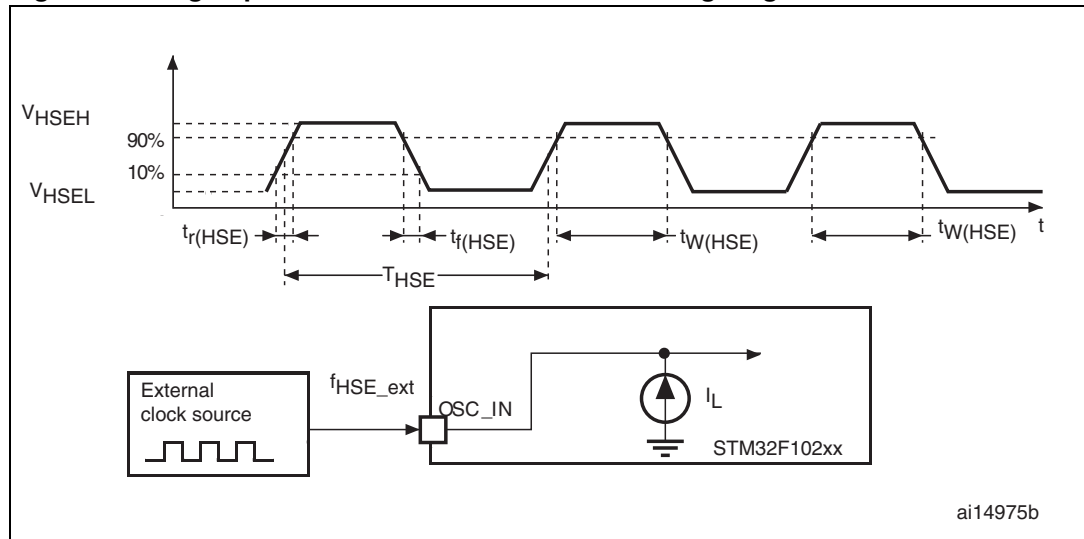 VHSEH
90%
10%
VHSEL
tr(HSE)
tf(HSE)
tW(HSE)
tW(HSE)
t
THSE
External
clock source
fHSE_ext
OSC_IN
IL
STM32F102xx
ai14975b